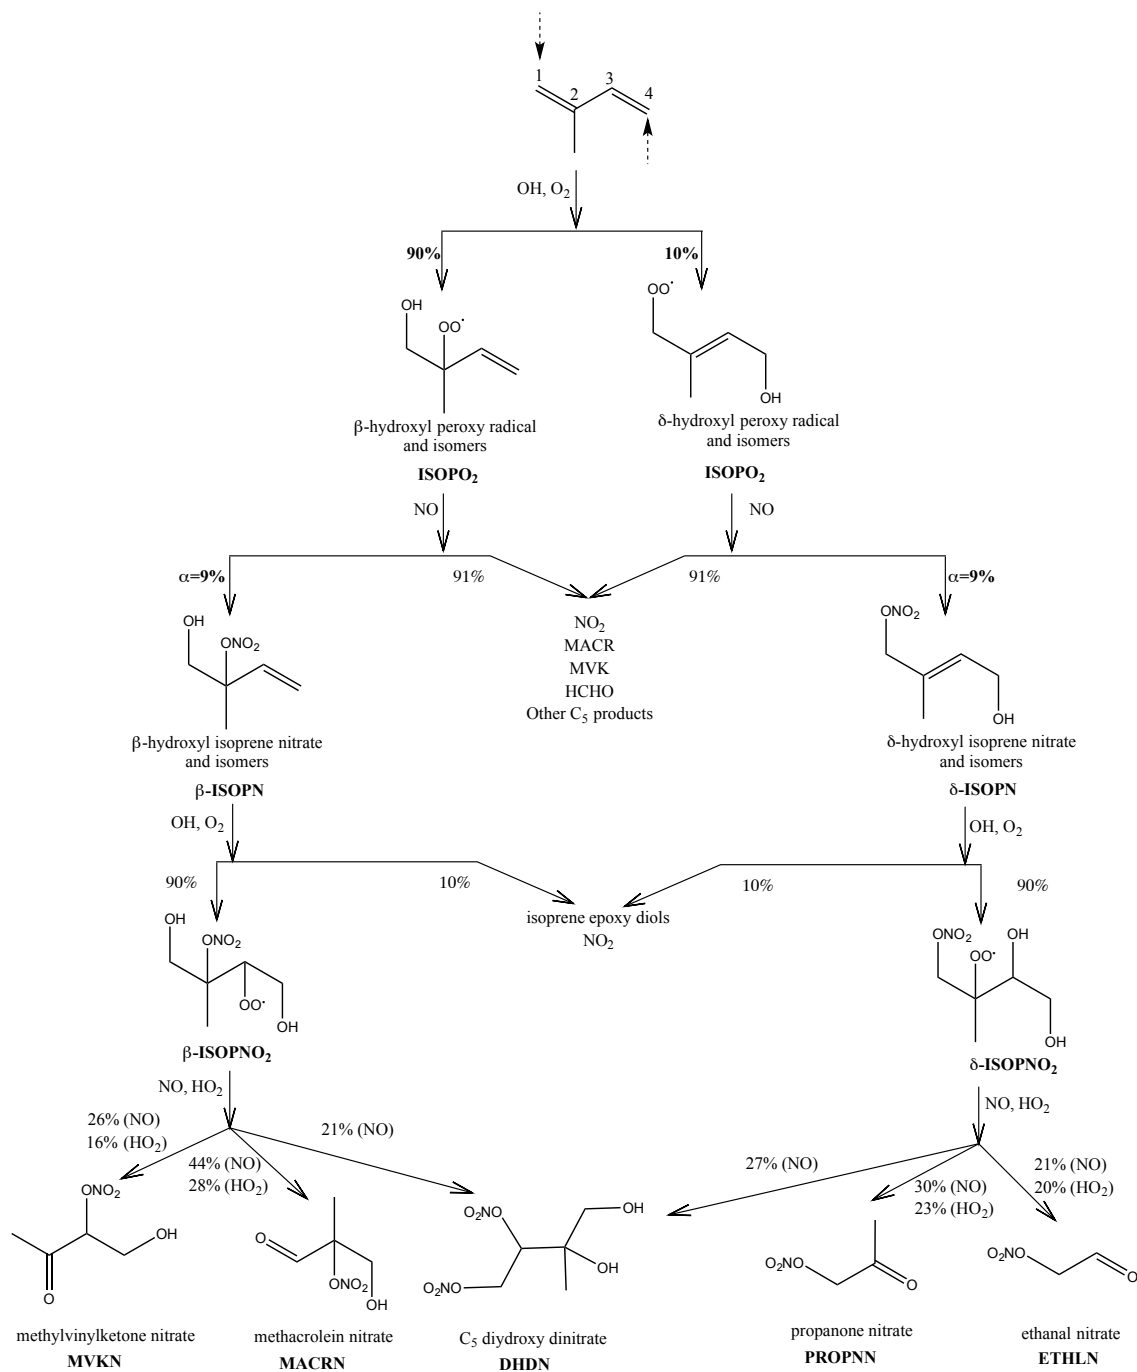 1
2
3
4
OH, O2
90%
10%
OH
OO·
OO·
OH
β-hydroxyl peroxy radical
and isomers
ISOPO2
δ-hydroxyl peroxy radical
and isomers
ISOPO2
NO
NO
α=9%
91%
91%
α=9%
NO2
MACR
MVK
HCHO
Other C5 products
OH
ONO2
ONO2
OH
β-hydroxyl isoprene nitrate
and isomers
β-ISOPN
δ-hydroxyl isoprene nitrate
and isomers
δ-ISOPN
OH, O2
OH, O2
90%
10%
10%
90%
isoprene epoxy diols
NO2
OH
ONO2
OO·
OH
β-ISOPNO2
ONO2
OH
OO·
OH
δ-ISOPNO2
NO, HO2
NO, HO2
26% (NO)
16% (HO2)
44% (NO)
28% (HO2)
21% (NO)
27% (NO)
30% (NO)
23% (HO2)
21% (NO)
20% (HO2)
ONO2
OH
O
O
ONO2
OH
O2NO
OH
OH
O2NO
O2NO
O
O2NO
O
methylvinylketone nitrate
MVKN
methacrolein nitrate
MACRN
C5 diydroxy dinitrate
DHDN
propanone nitrate
PROPNN
ethanal nitrate
ETHLN